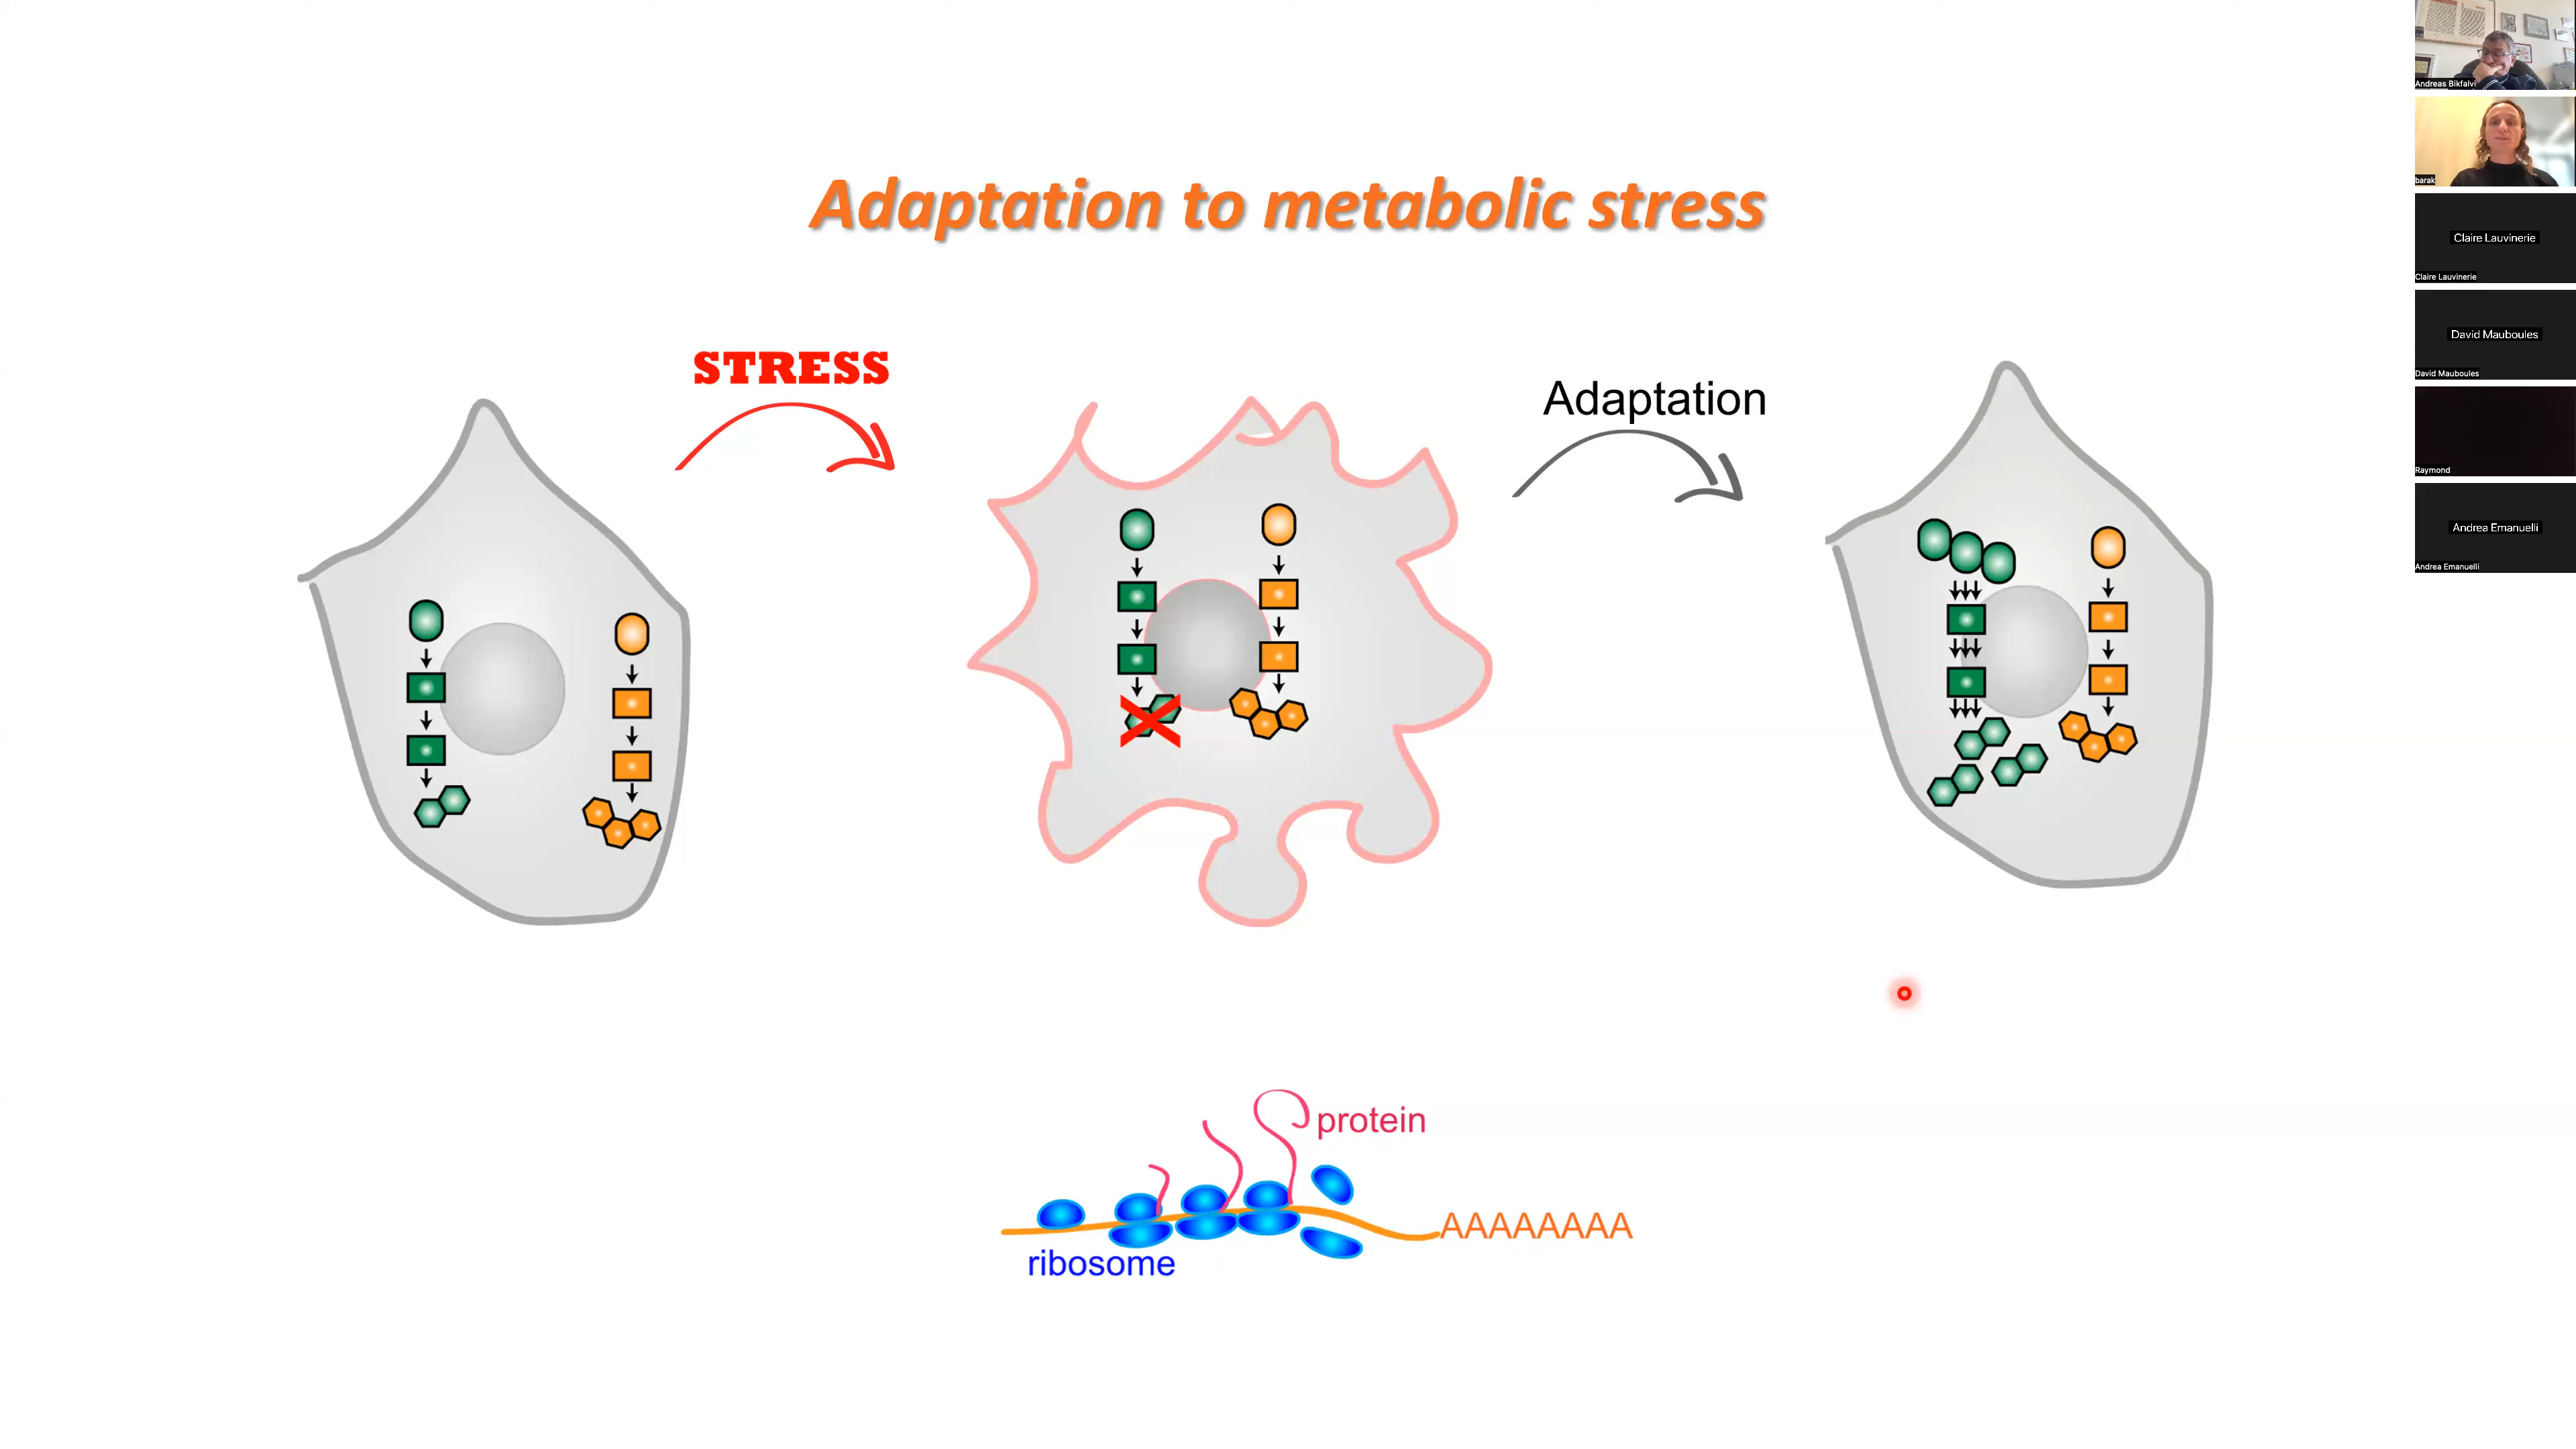 Adaptation to metabolic stress
STRESS
Adaptation
protein
ribosome
AAAAAAAA
Andreas Bikfalvi
barak
Claire Lauvinerie
Claire Lauvinerie
David Mauboules
David Mauboules
Raymond
Andrea Emanuelli
Andrea Emanuelli